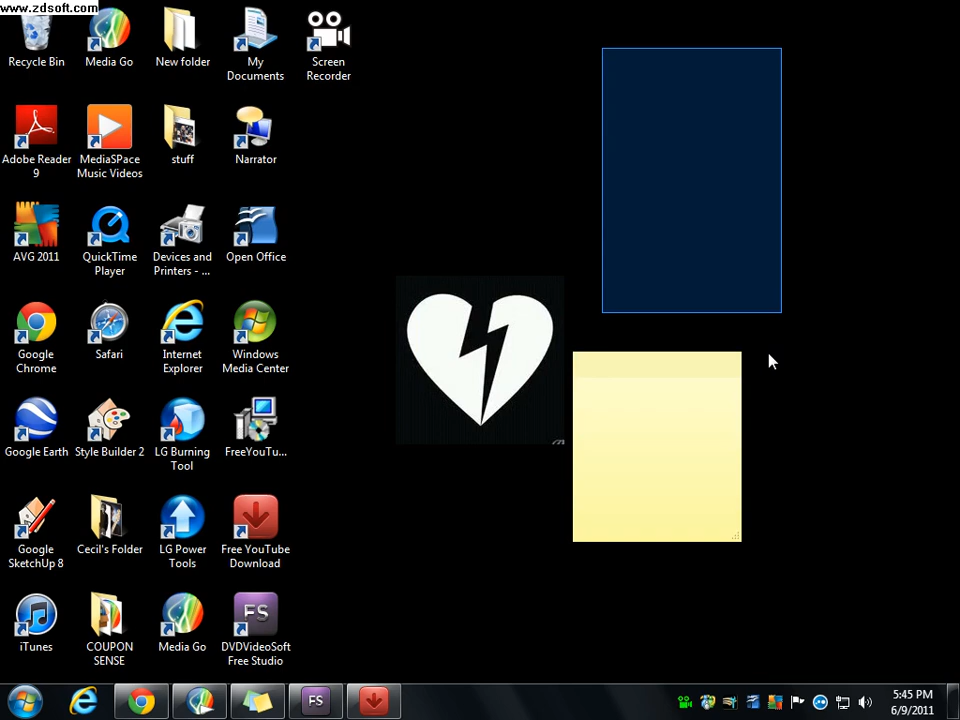 www.zdsoft.com
Recycle Bin
Media Go
New folder
My
Documents
Screen
Recorder
Adobe Reader
9
MediaSPace
Music Videos
stuff
Narrator
AVG 2011
QuickTime
Player
Devices and
Printers - ...
Open Office
Google
Chrome
Safari
Internet
Explorer
Windows
Media Center
Google Earth
Style Builder 2
LG Burning
Tool
FreeYouTu...
Google
SketchUp 8
Cecil's Folder
LG Power
Tools
Free YouTube
Download
iTunes
COUPON
SENSE
Media Go
FS
DVDVideoSoft
Free Studio
FS
5:45 PM
6/9/2011